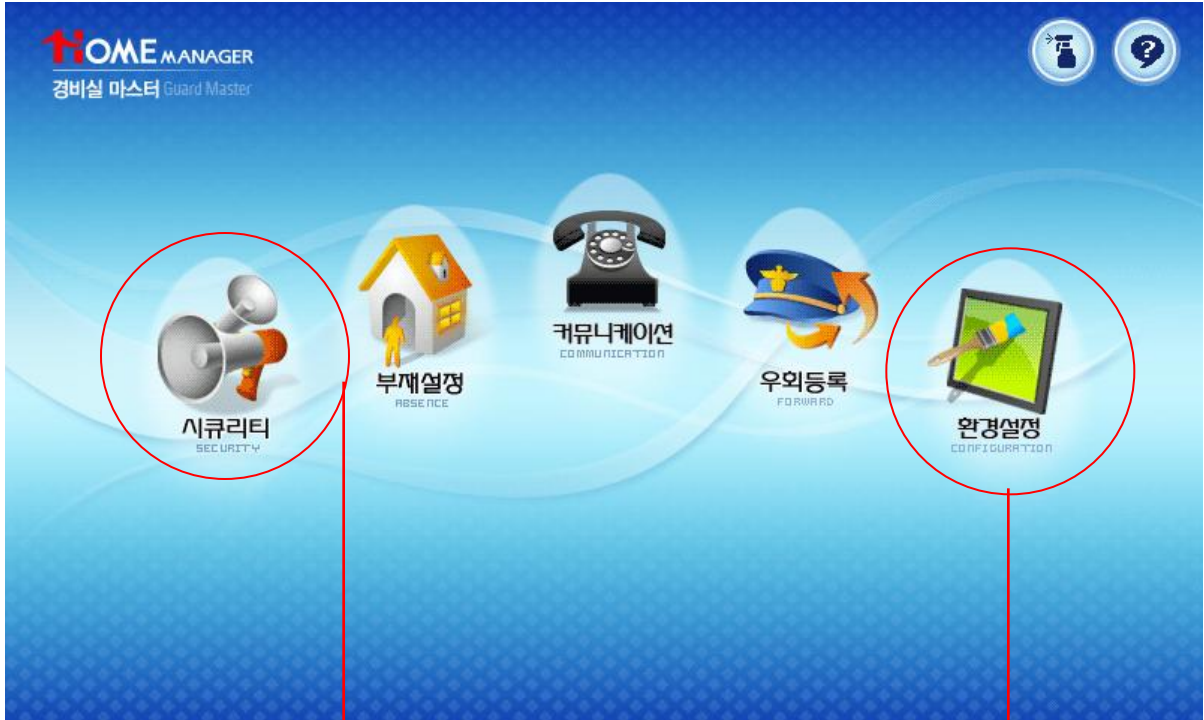 HOME MANAGER
경비실 마스터 Guard Master
시큐리티
SECURITY
부재설정
ABSENCE
커뮤니케이션
COMMUNICATION
우회등록
FORWARD
환경설정
CONFIGURATION